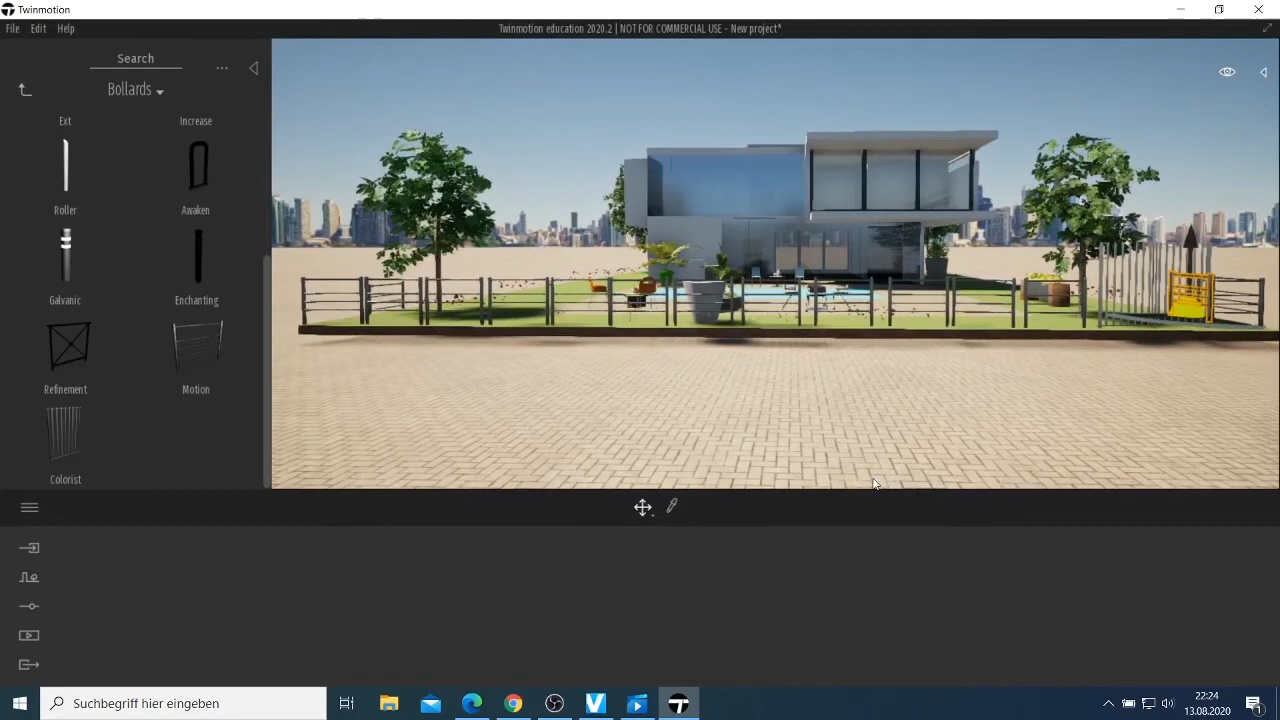 Twinmotion
File Edit Help
Twinmotion education 2020.2 | NOT FOR COMMERCIAL USE - New project*
Search
Bollards
Ext Increase
Roller Awaken
Galvanic Enchanting
Refinement Motion
Colorist
Suchbegriff hier eingeben
22:24
13.08.2020
1